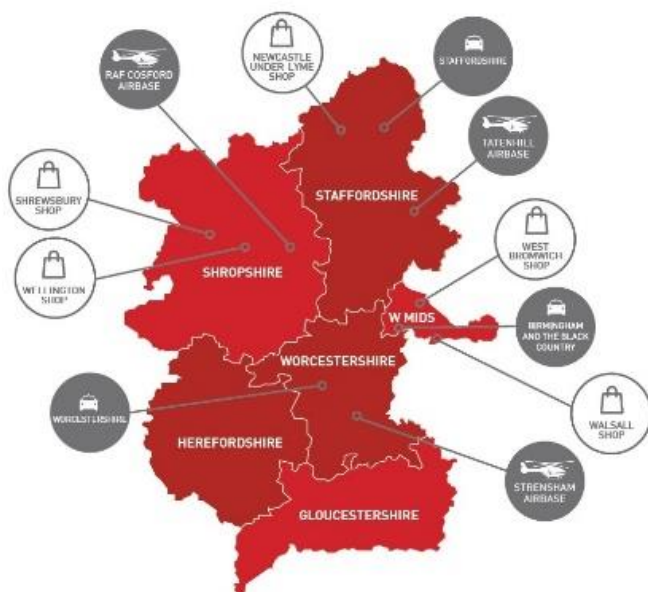 NEWCASTLE
UNDER LYME
SHOP
STAFFORDSHIRE
RAF COSFORD
AIRBASE
TATENHILL
AIRBASE
SHREWSBURY
SHOP
STAFFORDSHIRE
WEST
BROMWICH
SHOP
WELLINGTON
SHOP
SHROPSHIRE
W MIDS
BIRMINGHAM
AND THE BLACK
COUNTRY
WORCESTERSHIRE
WORCESTERSHIRE
WALSALL
SHOP
HEREFORDSHIRE
STRENSHAM
AIRBASE
GLOUCESTERSHIRE